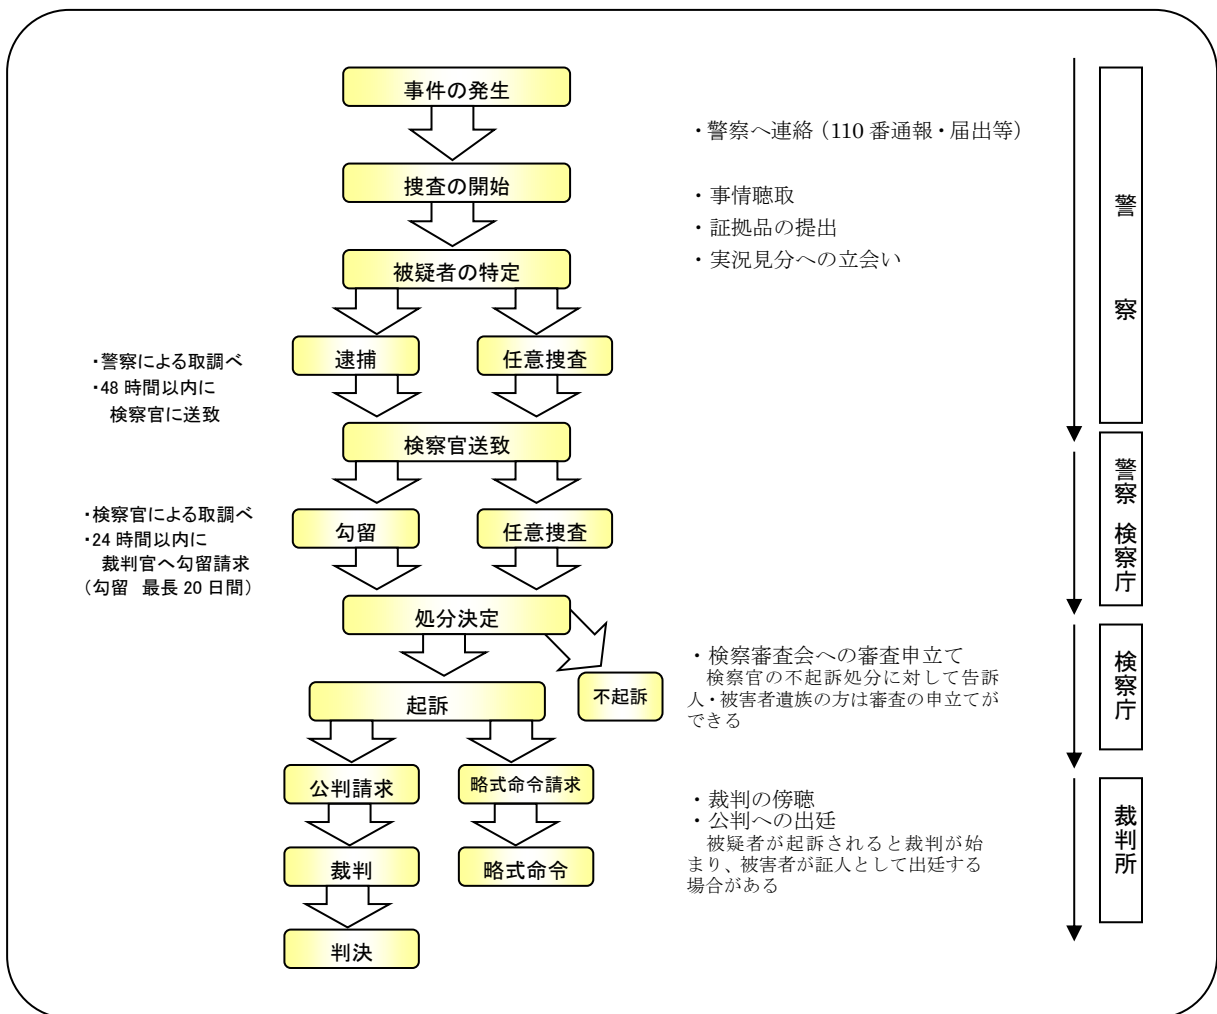 事件の発生
・警察へ連絡（110 番通報・届出等）
捜査の開始
・事情聴取
・証拠品の提出
・実況見分への立会い
被疑者の特定
警察
逮捕
任意捜査
・警察による取調べ
・48 時間以内に
検察官に送致
検察官送致
警察 検察庁
・検察官による取調べ
・24 時間以内に
裁判官へ勾留請求
（勾留 最長 20 日間）
勾留
任意捜査
処分決定
不起訴
・検察審査会への審査申立て
検察官の不起訴処分に対して告訴
人・被害者遺族の方は審査の申立てが
できる
検察庁
起訴
公判請求
略式命令請求
・裁判の傍聴
・公判への出廷
被疑者が起訴されると裁判が始
まり、被害者が証人として出廷する
場合がある
裁判所
裁判
略式命令
判決